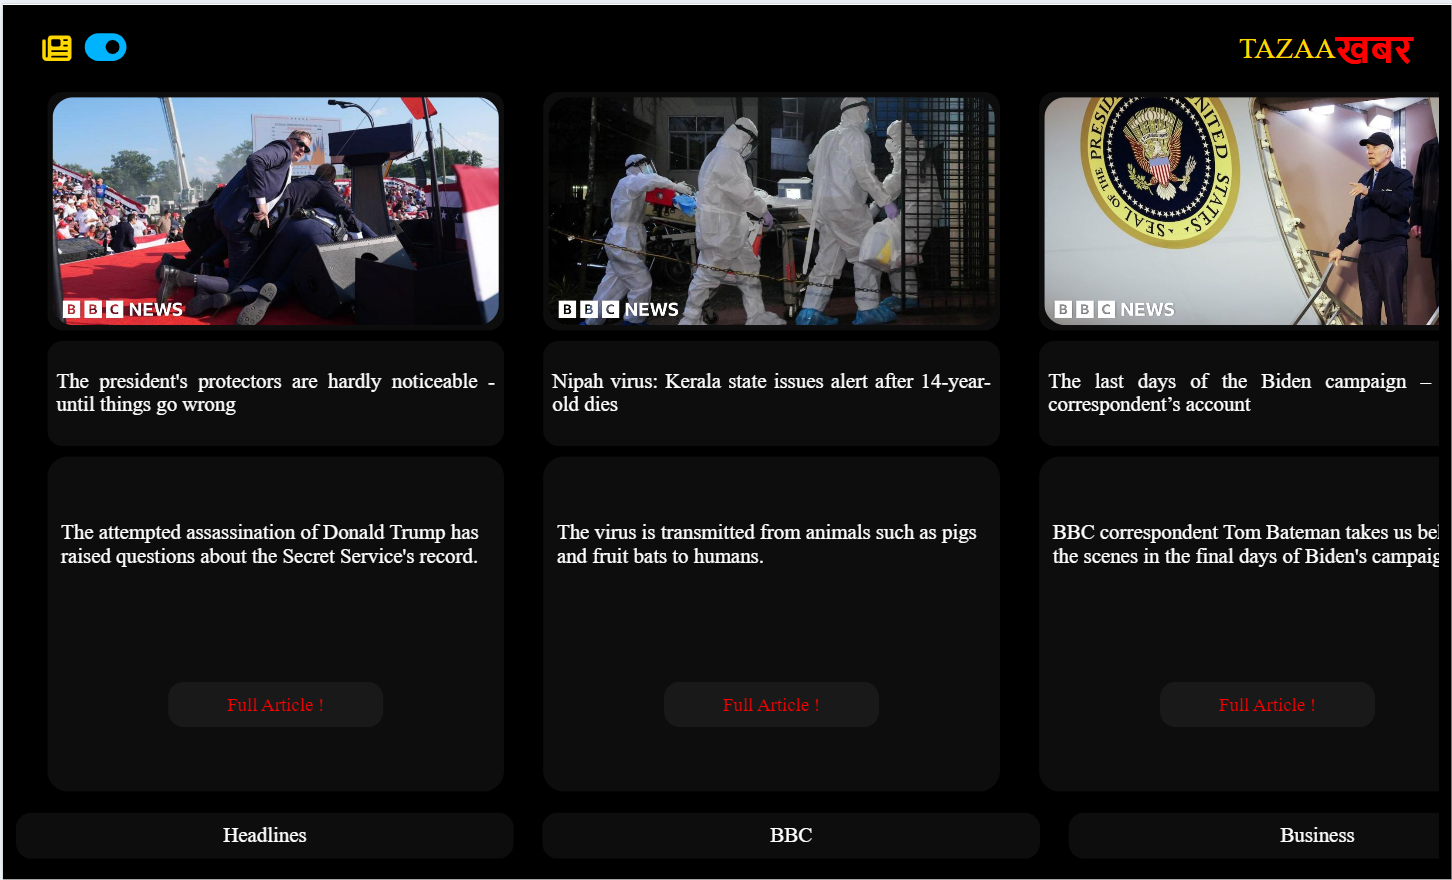 TAZAAखबर
BBC NEWS
BBC NEWS
SEAL OF THE PRESID UNITED STATES
BBC NEWS
The president's protectors are hardly noticeable -
until things go wrong
Nipah virus: Kerala state issues alert after 14-year-
old dies
The last days of the Biden campaign –
correspondent’s account
The attempted assassination of Donald Trump has
raised questions about the Secret Service's record.
The virus is transmitted from animals such as pigs
and fruit bats to humans.
BBC correspondent Tom Bateman takes us be
the scenes in the final days of Biden's campaig
Full Article !
Full Article !
Full Article !
Headlines
BBC
Business